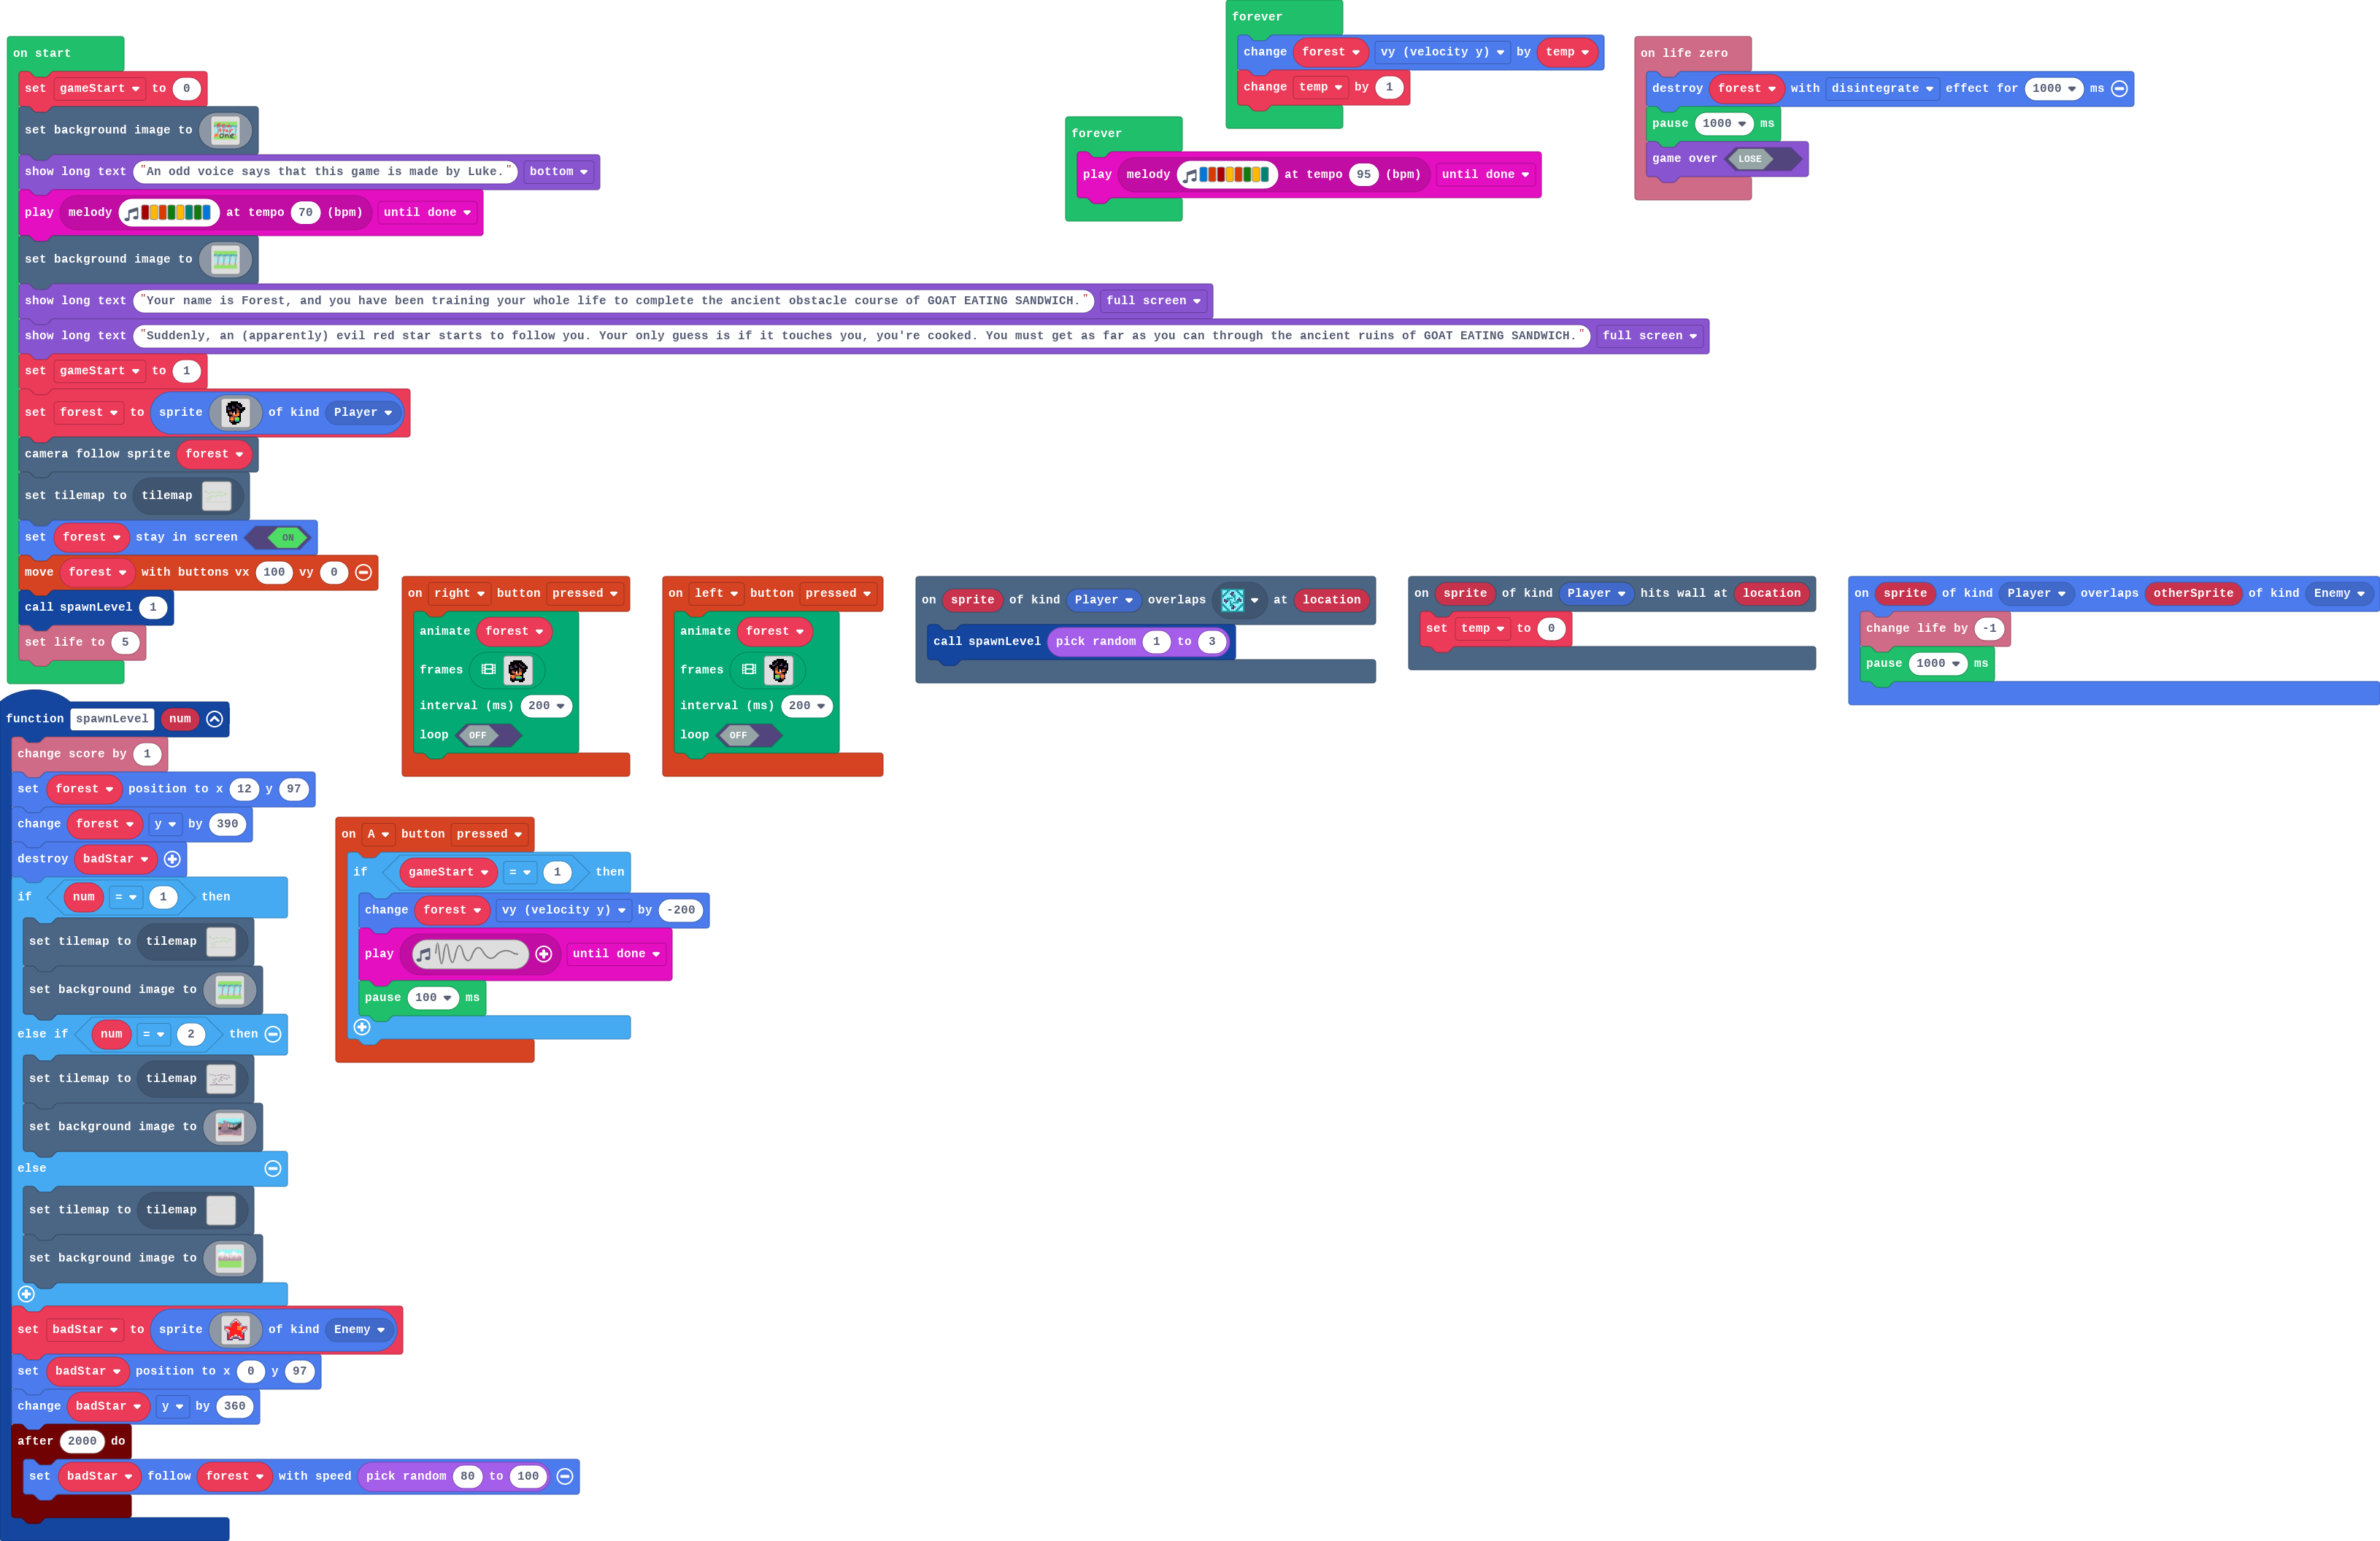 on start
set gameStart to 0
set background image to
show long text "An odd voice says that this game is made by Luke." bottom
play melody at tempo 70 (bpm) until done
set background image to
show long text "Your name is Forest, and you have been training your whole life to complete the ancient obstacle course of GOAT EATING SANDWICH." full screen
show long text "Suddenly, an (apparently) evil red star starts to follow you. Your only guess is if it touches you, you're cooked. You must get as far as you can through the ancient ruins of GOAT EATING SANDWICH." full screen
set gameStart to 1
set forest to sprite of kind Player
camera follow sprite forest
set tilemap to tilemap
set forest stay in screen ON
move forest with buttons vx 100 vy 0
call spawnLevel 1
set life to 5
forever
change forest vy (velocity y) by temp
change temp by 1
forever
play melody at tempo 95 (bpm) until done
on life zero
destroy forest with disintegrate effect for 1000 ms
pause 1000 ms
game over LOSE
on right button pressed
animate forest
frames
interval (ms) 200
loop OFF
on left button pressed
animate forest
frames
interval (ms) 200
loop OFF
on sprite of kind Player overlaps at location
call spawnLevel pick random 1 to 3
on sprite of kind Player hits wall at location
set temp to 0
on sprite of kind Player overlaps otherSprite of kind Enemy
change life by -1
pause 1000 ms
function spawnLevel num
change score by 1
set forest position to x 12 y 97
change forest y by 390
destroy badStar
if num = 1 then
set tilemap to tilemap
set background image to
else if num = 2 then
set tilemap to tilemap
set background image to
else
set tilemap to tilemap
set background image to
set badStar to sprite of kind Enemy
set badStar position to x 0 y 97
change badStar y by 360
after 2000 do
set badStar follow forest with speed pick random 80 to 100
on A button pressed
if gameStart = 1 then
change forest vy (velocity y) by -200
play until done
pause 100 ms